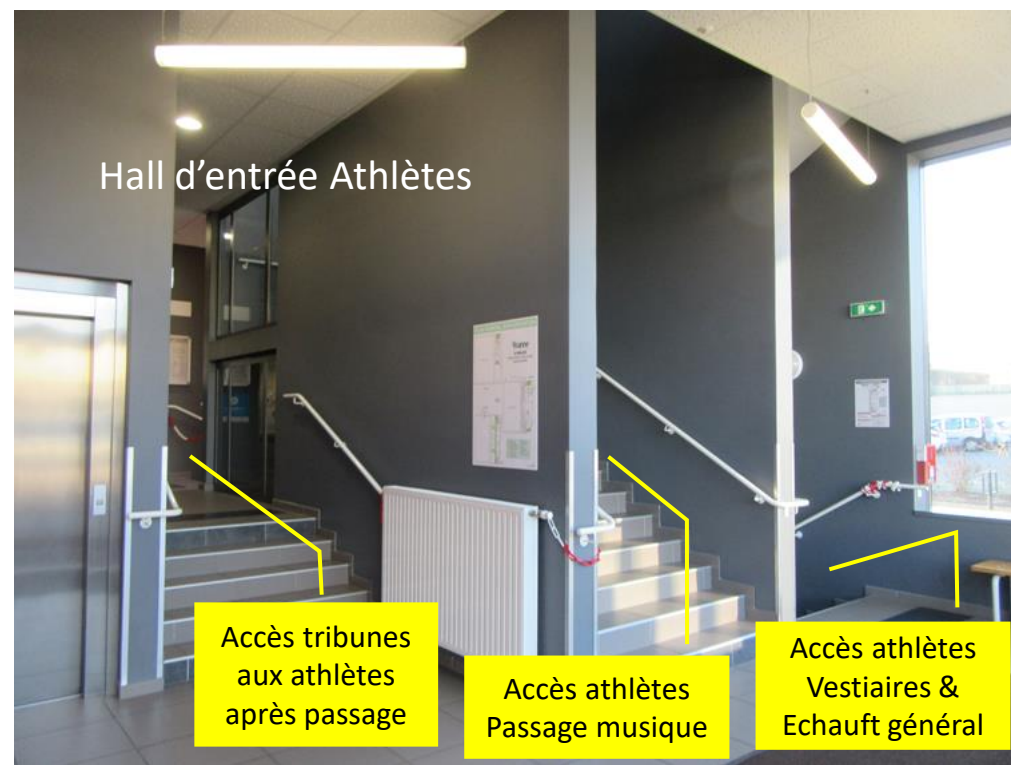 Hall d’entrée Athlètes
Accès tribunes
aux athlètes
après passage
Accès athlètes
Passage musique
Accès athlètes
Vestiaires &
Echauft général